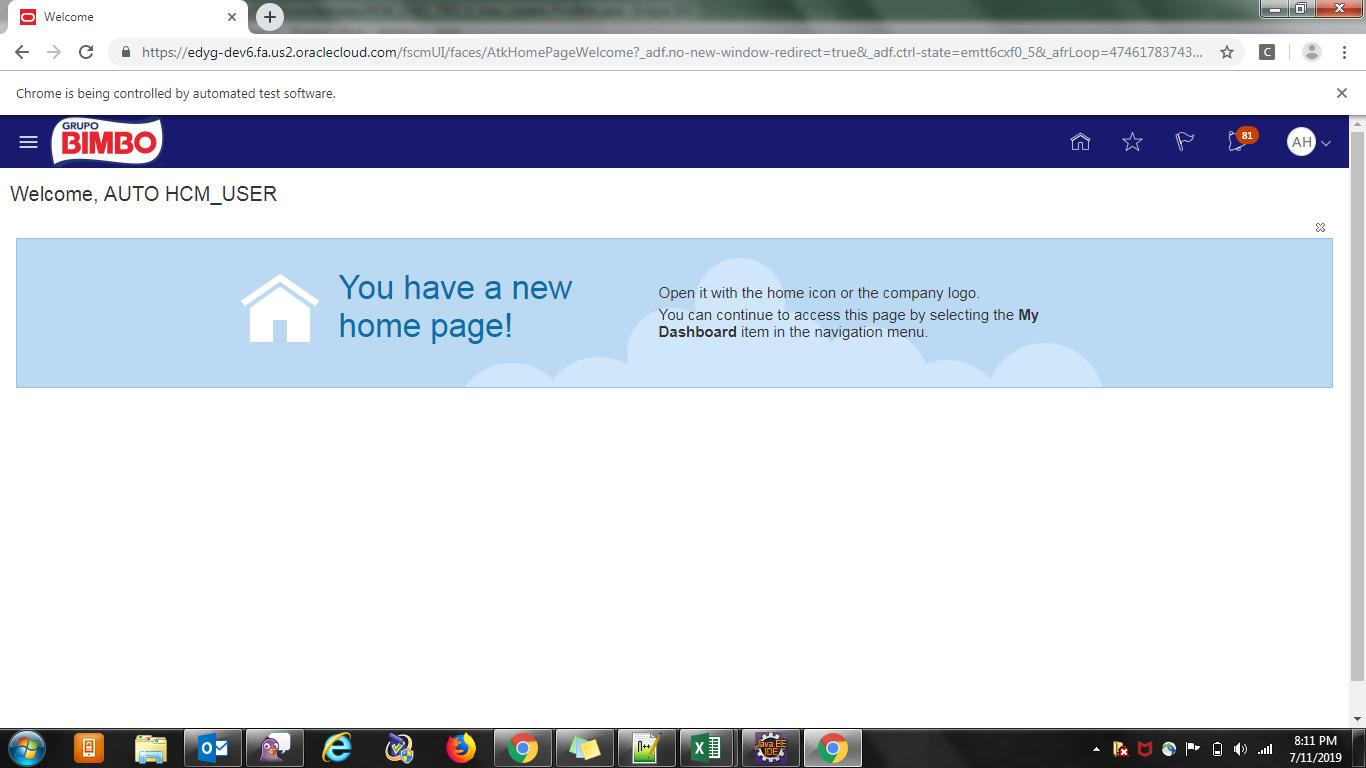 Welcome
https://edyg-dev6.fa.us2.oraclecloud.com/fscmUI/faces/AtkHomePageWelcome?_adf.no-new-window-redirect=true&_adf.ctrl-state=emtt6cxf0_5&_afrLoop=47461783743...
C
Chrome is being controlled by automated test software.
GRUPO
BIMBO
81
AH
Welcome, AUTO HCM_USER
You have a new
home page!
Open it with the home icon or the company logo.
You can continue to access this page by selecting the My
Dashboard item in the navigation menu.
Java EE
IDE
8:11 PM
7/11/2019